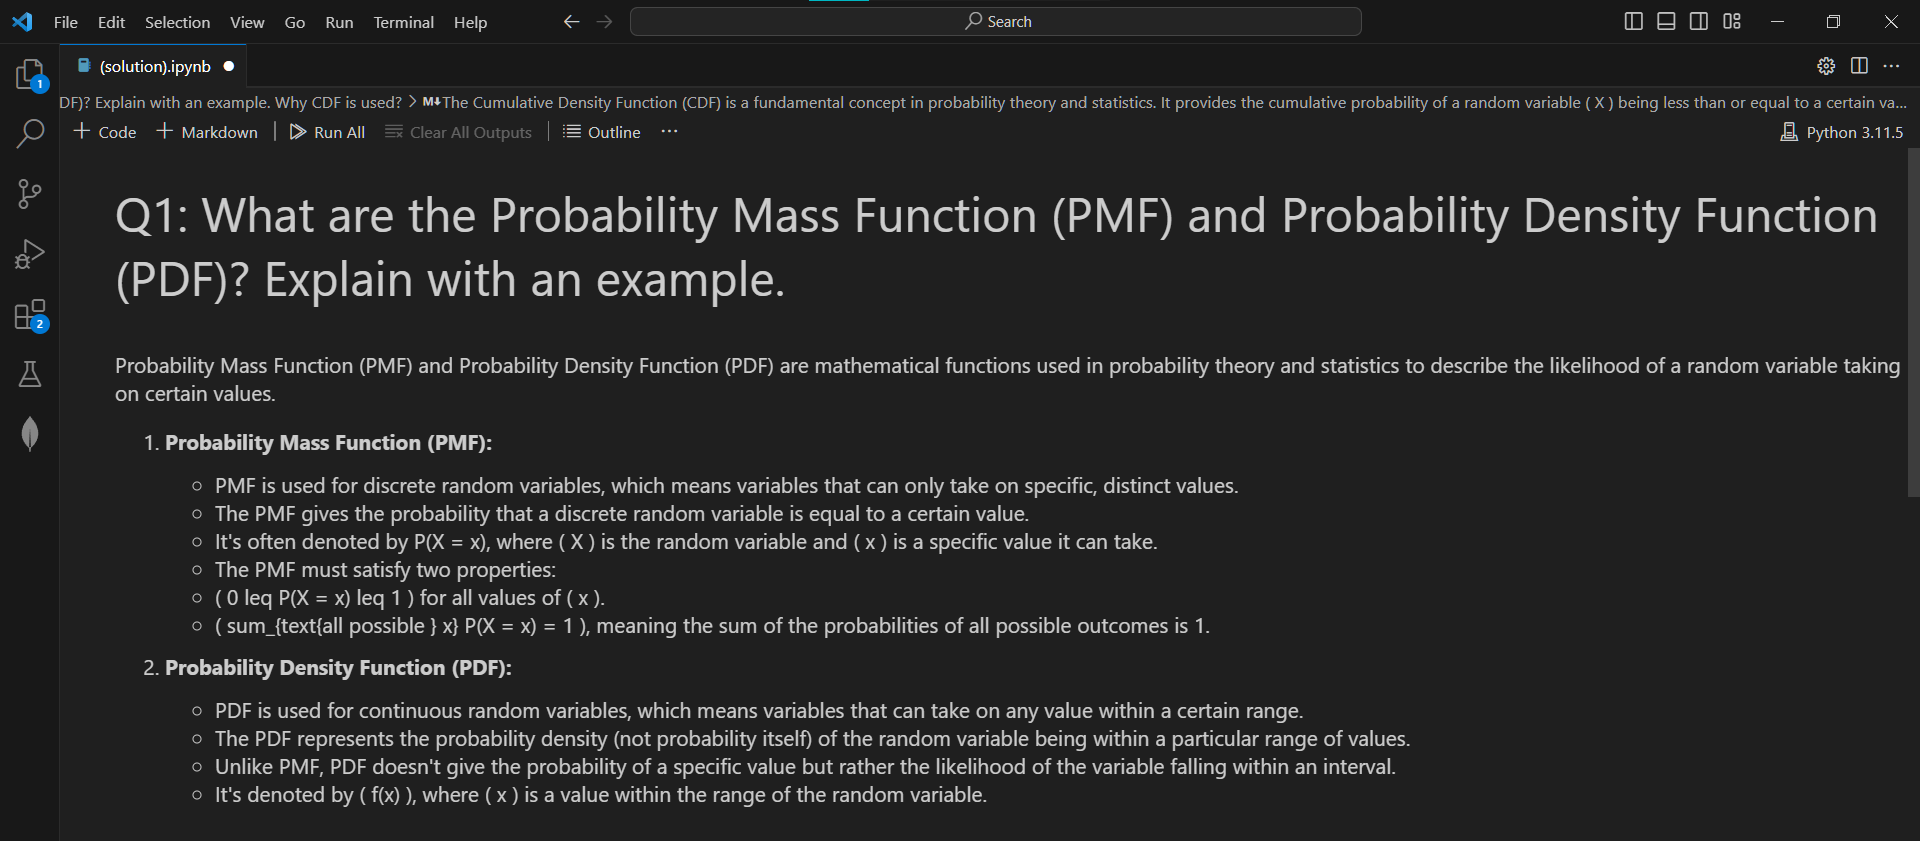 File Edit Selection View Go Run Terminal Help Search
(solution).ipynb
DF)? Explain with an example. Why CDF is used? > M↓The Cumulative Density Function (CDF) is a fundamental concept in probability theory and statistics. It provides the cumulative probability of a random variable ( X ) being less than or equal to a certain va...
+ Code + Markdown | Run All Clear All Outputs | Outline ... Python 3.11.5
1
2
Q1: What are the Probability Mass Function (PMF) and Probability Density Function
(PDF)? Explain with an example.
Probability Mass Function (PMF) and Probability Density Function (PDF) are mathematical functions used in probability theory and statistics to describe the likelihood of a random variable taking
on certain values.
1. Probability Mass Function (PMF):
○ PMF is used for discrete random variables, which means variables that can only take on specific, distinct values.
○ The PMF gives the probability that a discrete random variable is equal to a certain value.
○ It's often denoted by P(X = x), where ( X ) is the random variable and ( x ) is a specific value it can take.
○ The PMF must satisfy two properties:
○ ( 0 leq P(X = x) leq 1 ) for all values of ( x ).
○ ( sum_{text{all possible } x} P(X = x) = 1 ), meaning the sum of the probabilities of all possible outcomes is 1.
2. Probability Density Function (PDF):
○ PDF is used for continuous random variables, which means variables that can take on any value within a certain range.
○ The PDF represents the probability density (not probability itself) of the random variable being within a particular range of values.
○ Unlike PMF, PDF doesn't give the probability of a specific value but rather the likelihood of the variable falling within an interval.
○ It's denoted by ( f(x) ), where ( x ) is a value within the range of the random variable.